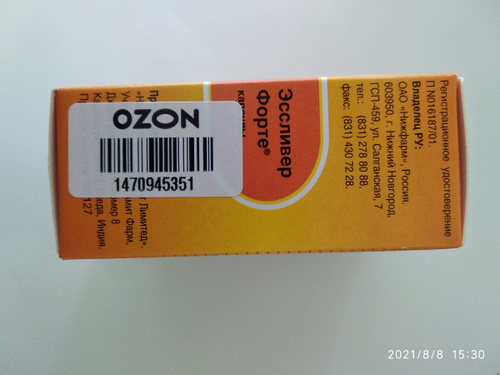 Регистрационное удостоверение
П N016187/01.
Владелец РУ:
ОАО «Нижфарм», Россия.
603950, г. Нижний Новгород,
ГСП-459, ул. Салганская, 7
тел.: (831) 278 80 88.
факс: (831) 430 72 28.
Эссливер
Форте®
капсулы
OZON
1470945351
Лимитед».
мит Фарм,
мер 8
еда, Индия.
127
2021/8/8 15:30